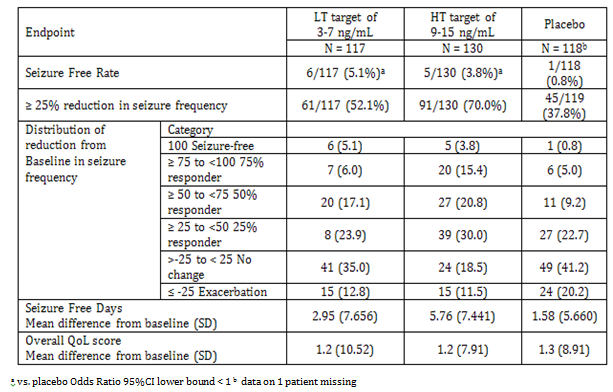 Endpoint LT target of 3-7 ng/mL HT target of 9-15 ng/mL Placebo
N = 117 N = 130 N = 118b
Seizure Free Rate 6/117 (5.1%)a 5/130 (3.8%)a 1/118 (0.8%)
≥ 25% reduction in seizure frequency 61/117 (52.1%) 91/130 (70.0%) 45/119 (37.8%)
Distribution of reduction from Baseline in seizure frequency
Category
100 Seizure-free 6 (5.1) 5 (3.8) 1 (0.8)
≥ 75 to <100 75% responder 7 (6.0) 20 (15.4) 6 (5.0)
≥ 50 to <75 50% responder 20 (17.1) 27 (20.8) 11 (9.2)
≥ 25 to <50 25% responder 8 (23.9) 39 (30.0) 27 (22.7)
>-25 to < 25 No change 41 (35.0) 24 (18.5) 49 (41.2)
≤ -25 Exacerbation 15 (12.8) 15 (11.5) 24 (20.2)
Seizure Free Days
Mean difference from baseline (SD) 2.95 (7.656) 5.76 (7.441) 1.58 (5.660)
Overall QoL score
Mean difference from baseline (SD) 1.2 (10.52) 1.2 (7.91) 1.3 (8.91)
a vs. placebo Odds Ratio 95%CI lower bound < 1 b data on 1 patient missing